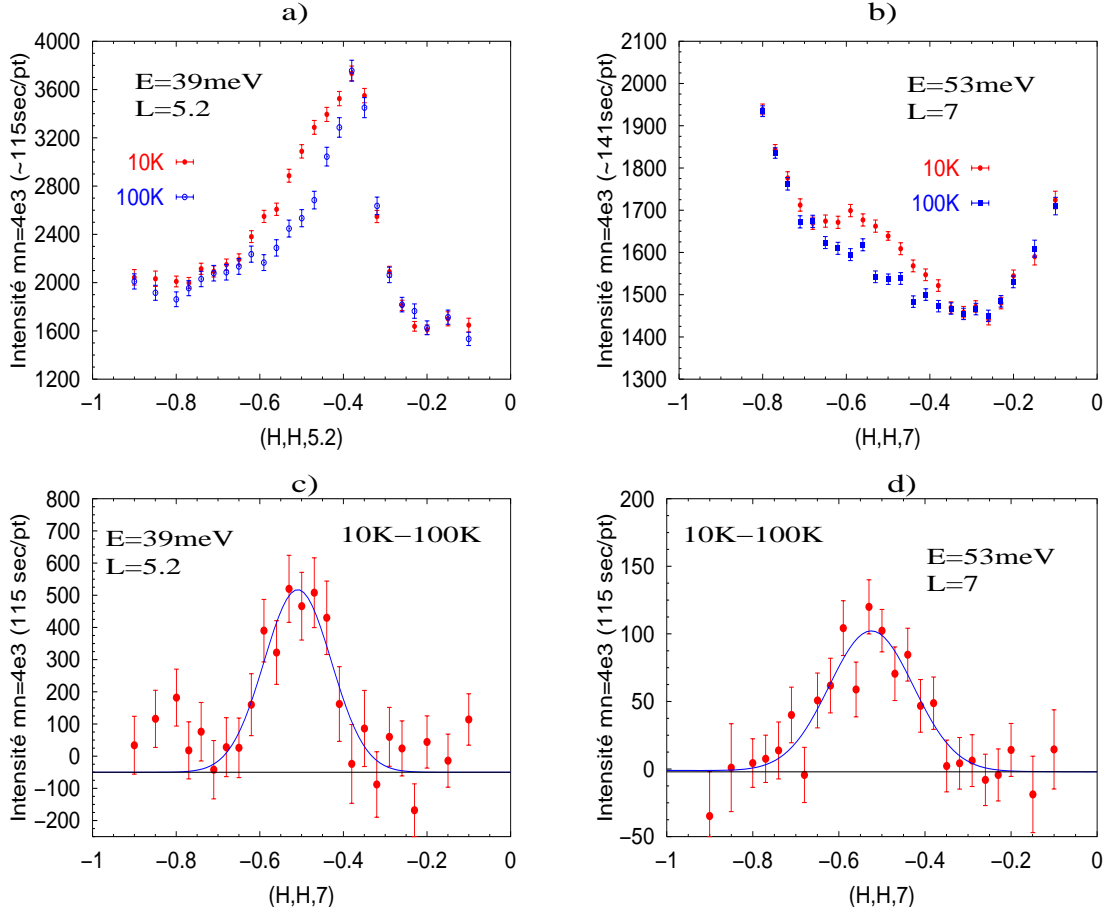 a)
Intensité mn=4e3 (~115sec/pt)
4000
3600
3200
2800
2400
2000
1600
1200
E=39meV
L=5.2
10K
100K
−1 −0.8 −0.6 −0.4 −0.2 0
(H,H,5.2)
b)
Intensité mn=4e3 (~141sec/pt)
2100
2000
1900
1800
1700
1600
1500
1400
1300
E=53meV
L=7
10K
100K
−1 −0.8 −0.6 −0.4 −0.2 0
(H,H,7)
c)
Intensité mn=4e3 (115 sec/pt)
800
700
600
500
400
300
200
100
0
−100
−200
E=39meV
L=5.2
10K−100K
−1 −0.8 −0.6 −0.4 −0.2 0
(H,H,7)
d)
Intensité mn=4e3 (115 sec/pt)
200
150
100
50
0
−50
10K−100K
E=53meV
L=7
−1 −0.8 −0.6 −0.4 −0.2 0
(H,H,7)